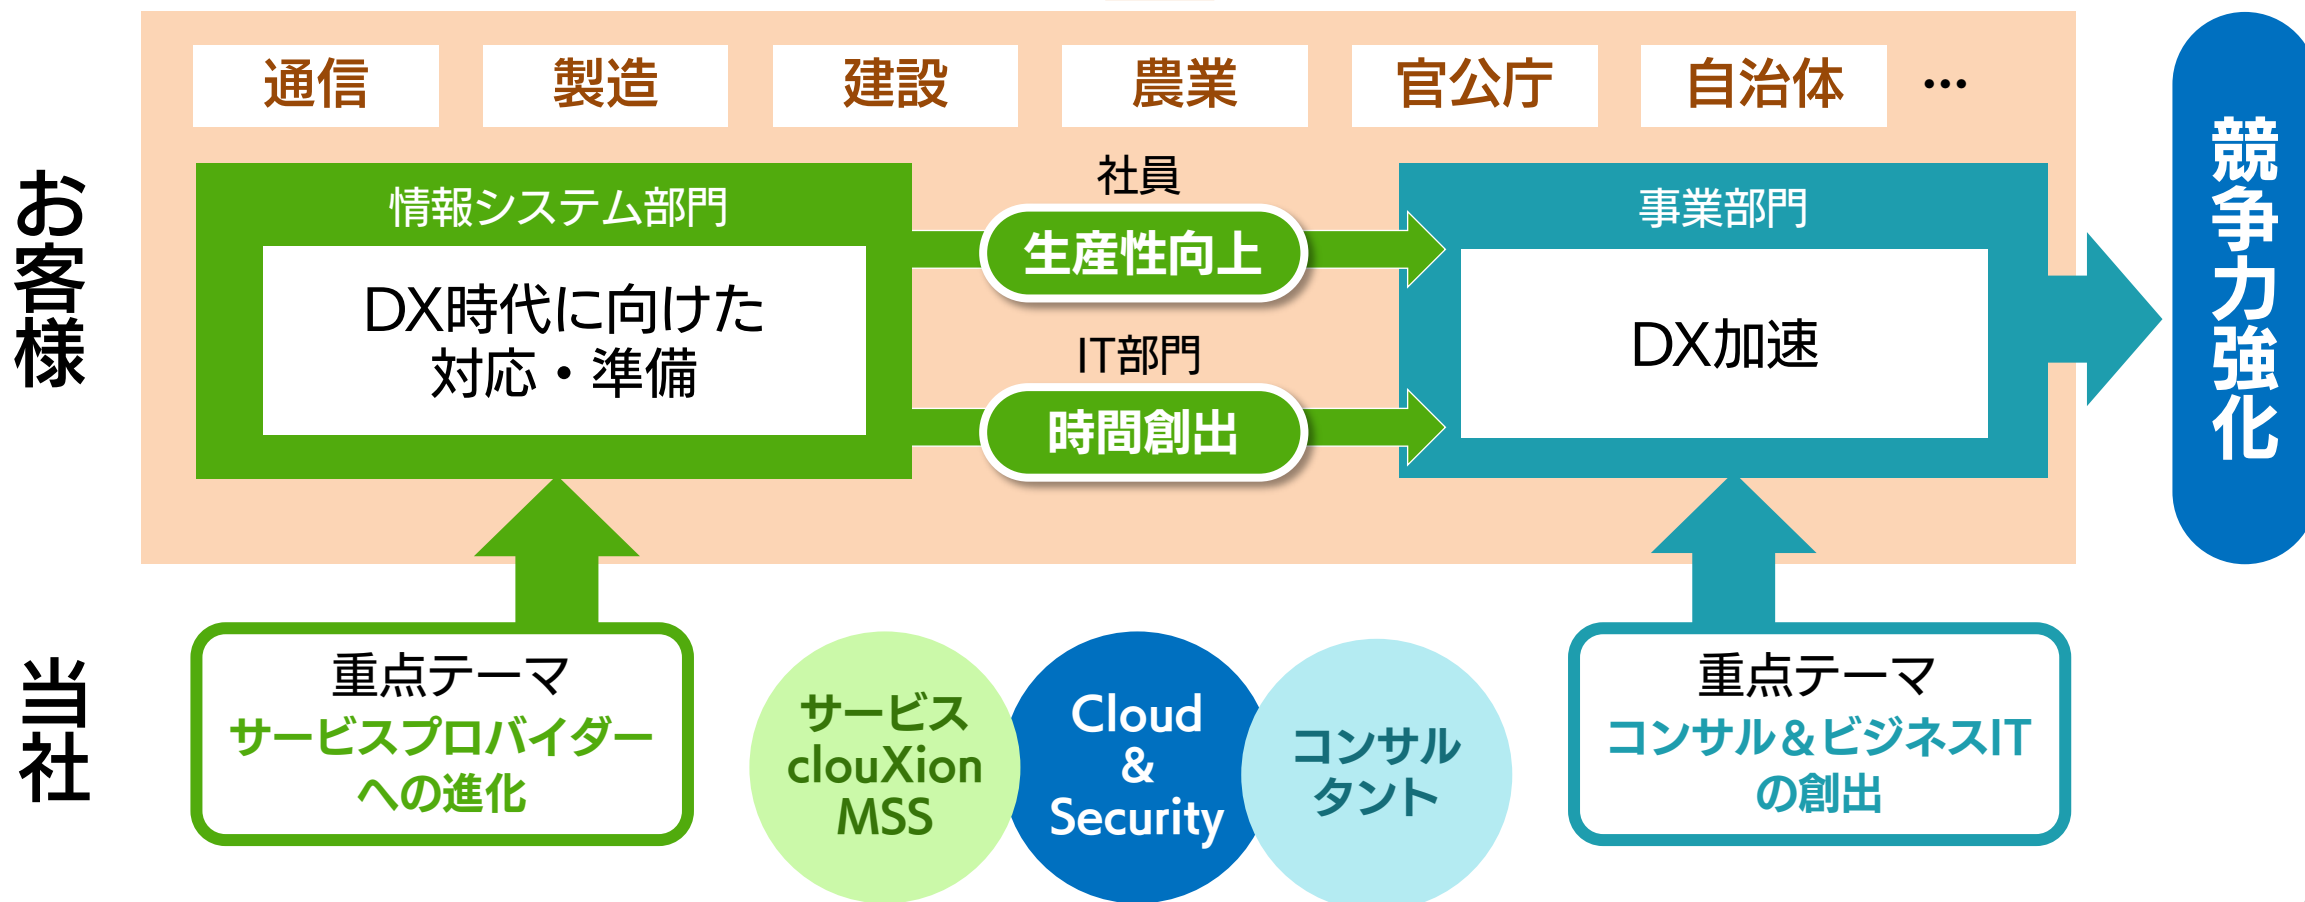 お客様
通信
製造
建設
農業
官公庁
自治体
…
情報システム部門
DX時代に向けた
対応・準備
社員
生産性向上
IT部門
時間創出
事業部門
DX加速
競争力強化
当社
重点テーマ
サービスプロバイダー
への進化
サービス
clouXion
MSS
Cloud
&
Security
コンサル
タント
重点テーマ
コンサル＆ビジネスIT
の創出